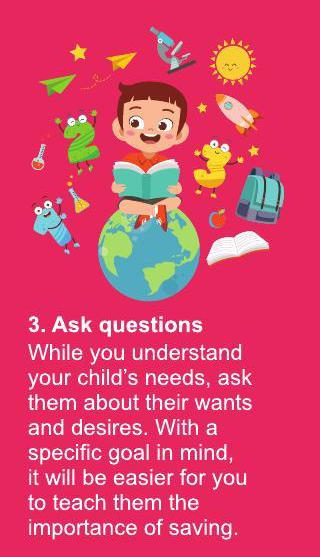 3. Ask questions
While you understand
your child's needs, ask
them about their wants
and desires. With a
specific goal in mind,
it will be easier for you
to teach them the
importance of saving.